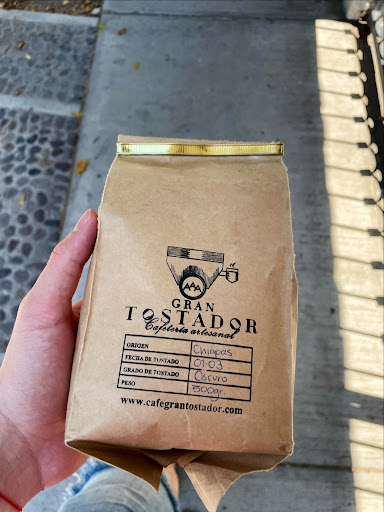 AAA
GRAN
TOSTADOR
Cafetería artesanal
ORIGEN Chiapas
FECHA DE TOSTADO 01-03
GRADO DE TOSTADO Oscuro
PESO 500gr.
www.cafegrantostador.com